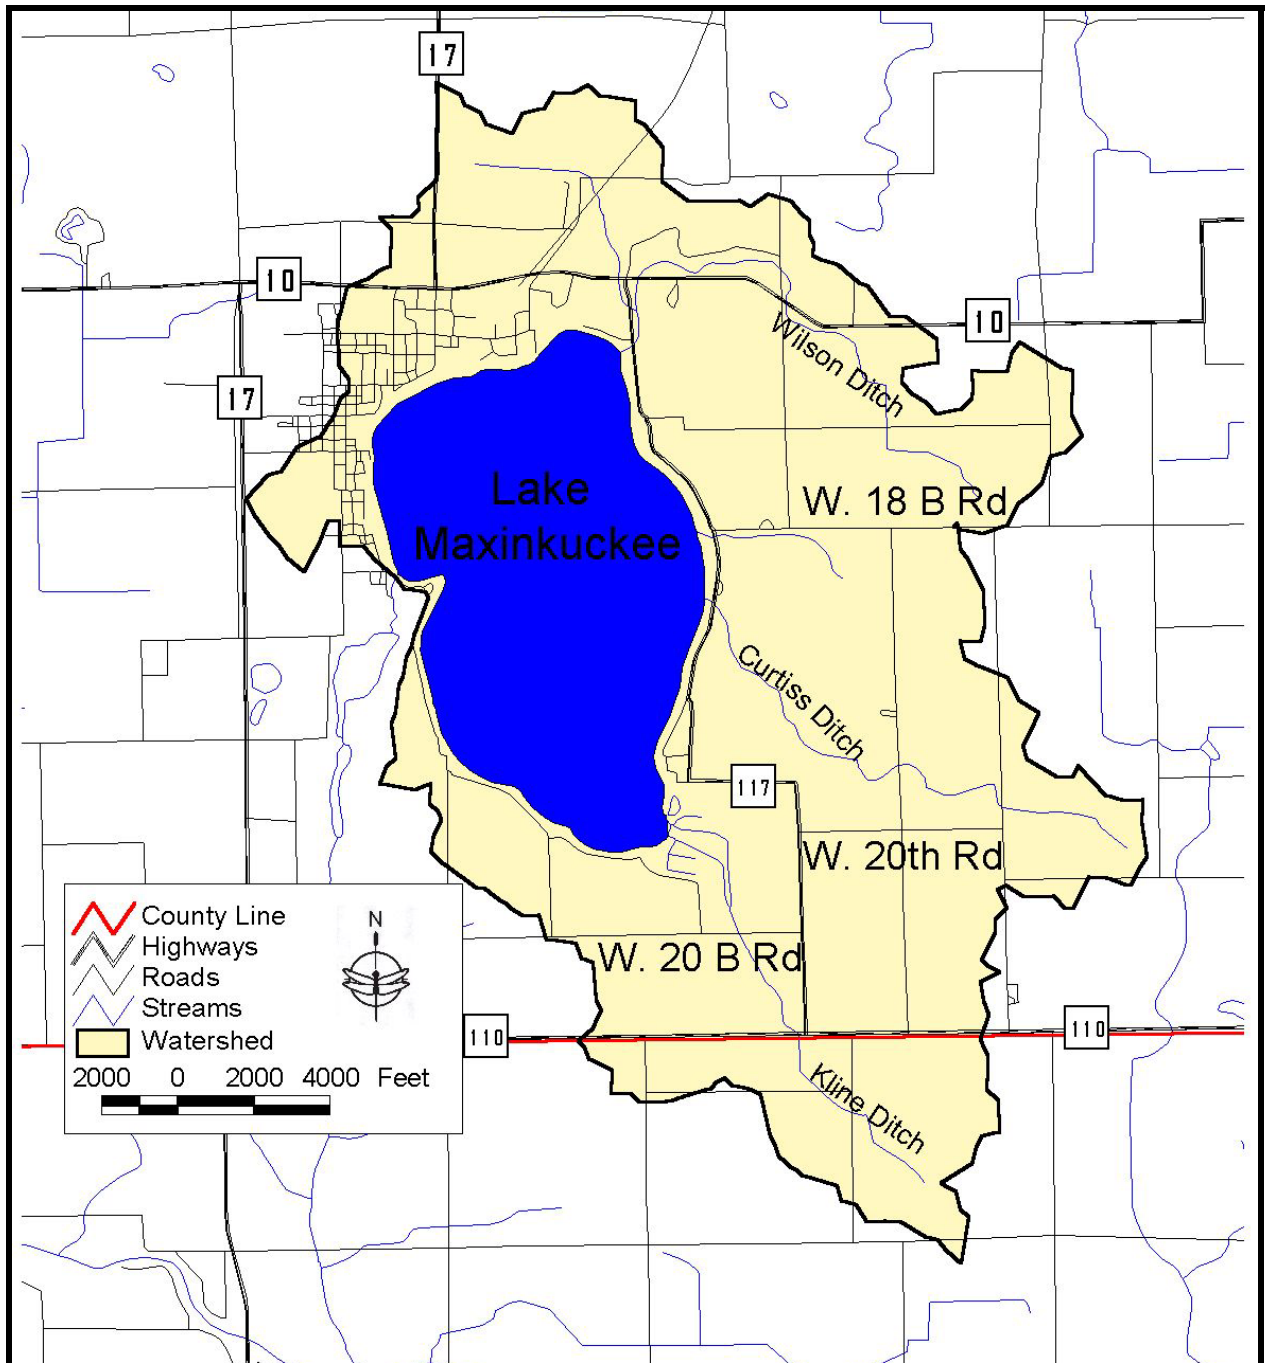 17
10
10
Wilson Ditch
17
Lake
Maxinkuckee
W. 18 B Rd
Curtiss Ditch
117
W. 20th Rd
W. 20 B Rd
N
County Line
Highways
Roads
Streams
Watershed
2000 0 2000 4000 Feet
110
110
Kline Ditch